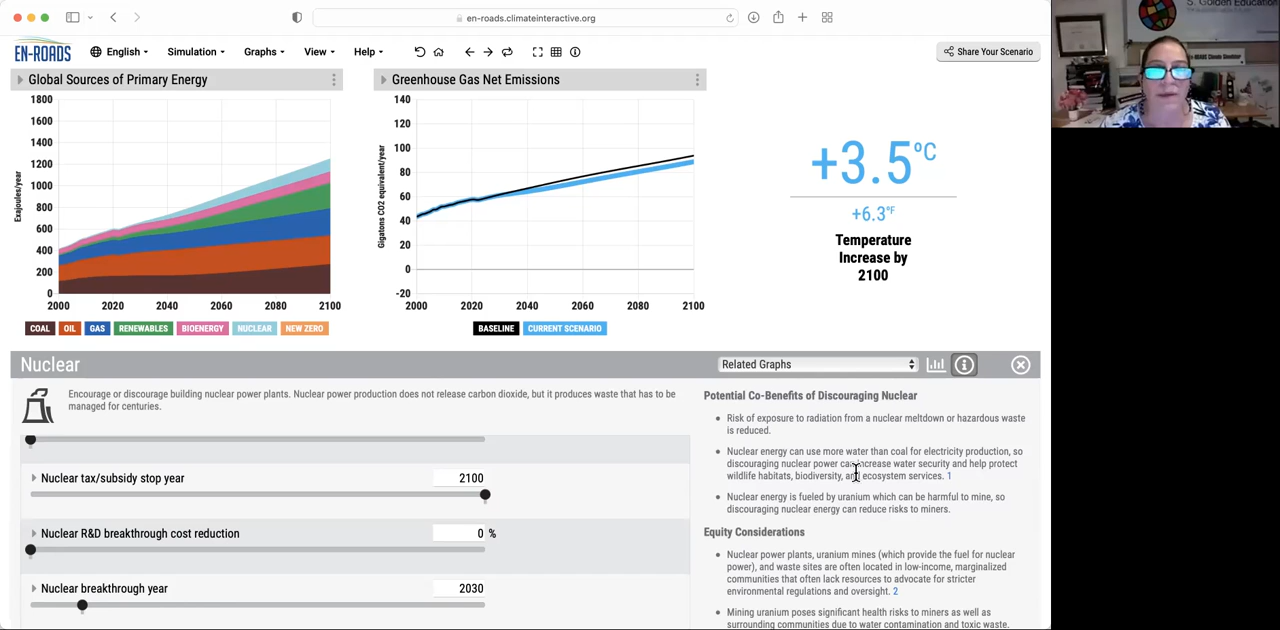 en-roads.climateinteractive.org
EN-ROADS
English
Simulation
Graphs
View
Help
Share Your Scenario
S. Golden Education
Global Sources of Primary Energy
Exajoules/year
1800
1600
1400
1200
1000
800
600
400
200
0
2000
2020
2040
2060
2080
2100
COAL
OIL
GAS
RENEWABLES
BIOENERGY
NUCLEAR
NEW ZERO
Greenhouse Gas Net Emissions
Gigatons CO2 equivalent/year
140
120
100
80
60
40
20
0
-20
2000
2020
2040
2060
2080
2100
BASELINE
CURRENT SCENARIO
+3.5°C
+6.3°F
Temperature
Increase by
2100
Nuclear
Related Graphs
Encourage or discourage building nuclear power plants. Nuclear power production does not release carbon dioxide, but it produces waste that has to be
managed for centuries.
Nuclear tax/subsidy stop year
2100
Nuclear R&D breakthrough cost reduction
0 %
Nuclear breakthrough year
2030
Potential Co-Benefits of Discouraging Nuclear
Risk of exposure to radiation from a nuclear meltdown or hazardous waste
is reduced.
Nuclear energy can use more water than coal for electricity production, so
discouraging nuclear power can increase water security and help protect
wildlife habitats, biodiversity, and ecosystem services. 1
Nuclear energy is fueled by uranium which can be harmful to mine, so
discouraging nuclear energy can reduce risks to miners.
Equity Considerations
Nuclear power plants, uranium mines (which provide the fuel for nuclear
power), and waste sites are often located in low-income, marginalized
communities that often lack resources to advocate for stricter
environmental regulations and oversight. 2
Mining uranium poses significant health risks to miners as well as
surrounding communities due to water contamination and toxic waste.